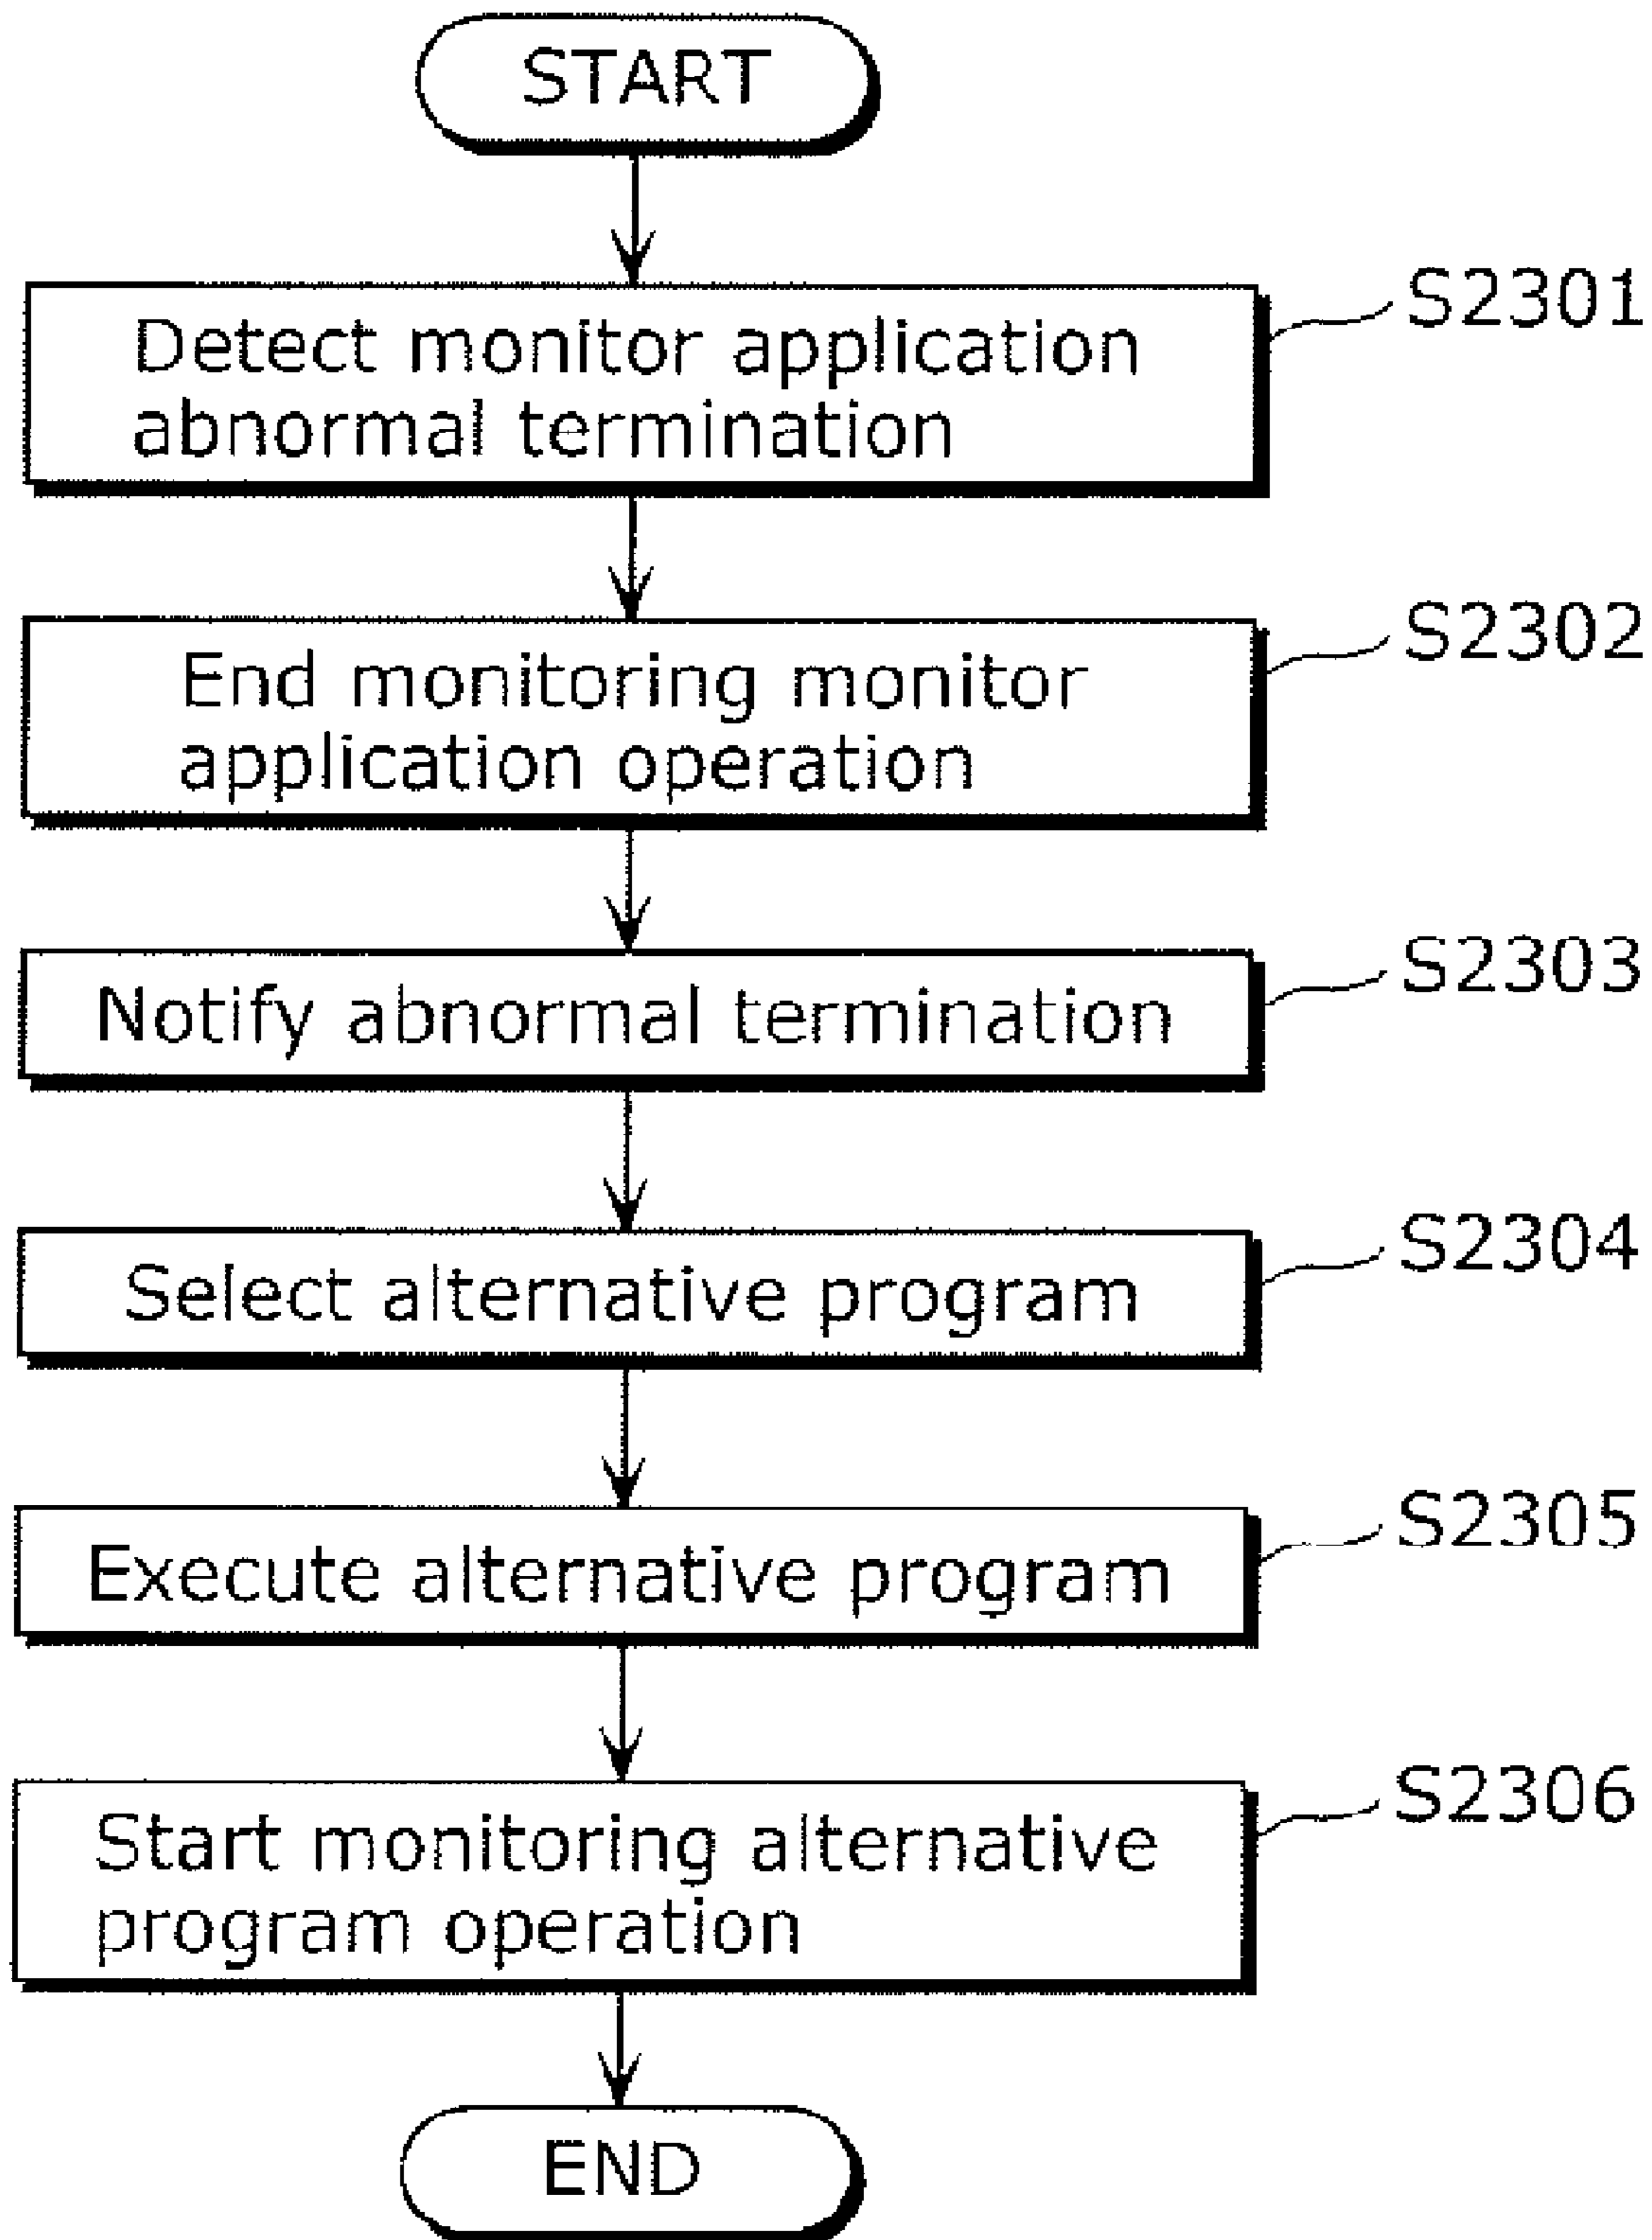 START
S2301
Detect monitor application
abnormal termination
S2302
End monitoring monitor
application operation
S2303
Notify abnormal termination
S2304
Select alternative program
S2305
Execute alternative program
S2306
Start monitoring alternative
program operation
END